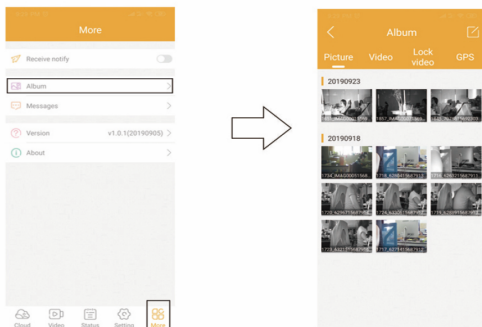 More
Receive notify
Album
Messages
Version v1.0.1(20190905)
About
Cloud Video Status Setting More
Album
Picture Video Lock video GPS
20190923
20190918